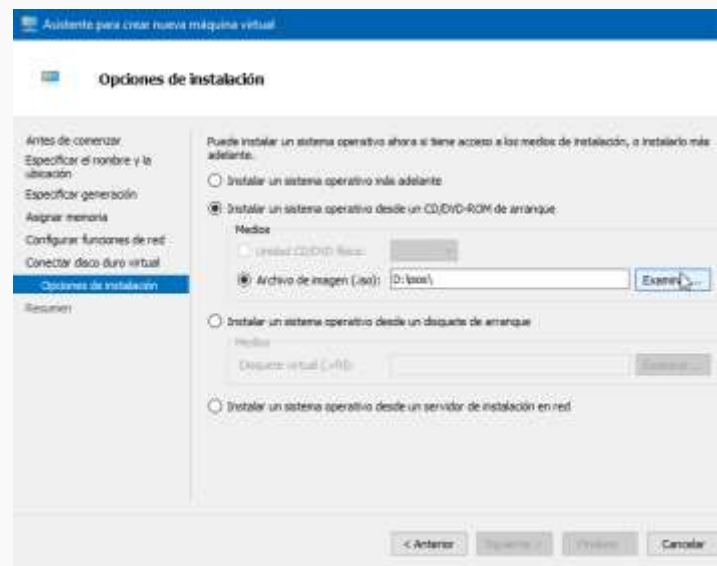 Asistente para crear nueva máquina virtual
Opciones de instalación
Antes de comenzar
Especificar el nombre y la
ubicación
Especificar generación
Asignar memoria
Configurar funciones de red
Conectar disco duro virtual
Opciones de instalación
Resumen
Puede instalar un sistema operativo ahora si tiene acceso a los medios de instalación, o instalarlo más
adelante.
Instalar un sistema operativo más adelante
Instalar un sistema operativo desde un CD/DVD-ROM de arranque
Medios
Unidad CD/DVD física:
Archivo de imagen (.iso):
D:\
Instalar un sistema operativo desde un disquete de arranque
Medios
Disquete virtual (.vfd):
Instalar un sistema operativo desde un servidor de instalación en red
< Anterior
Siguiente >
Cancelar